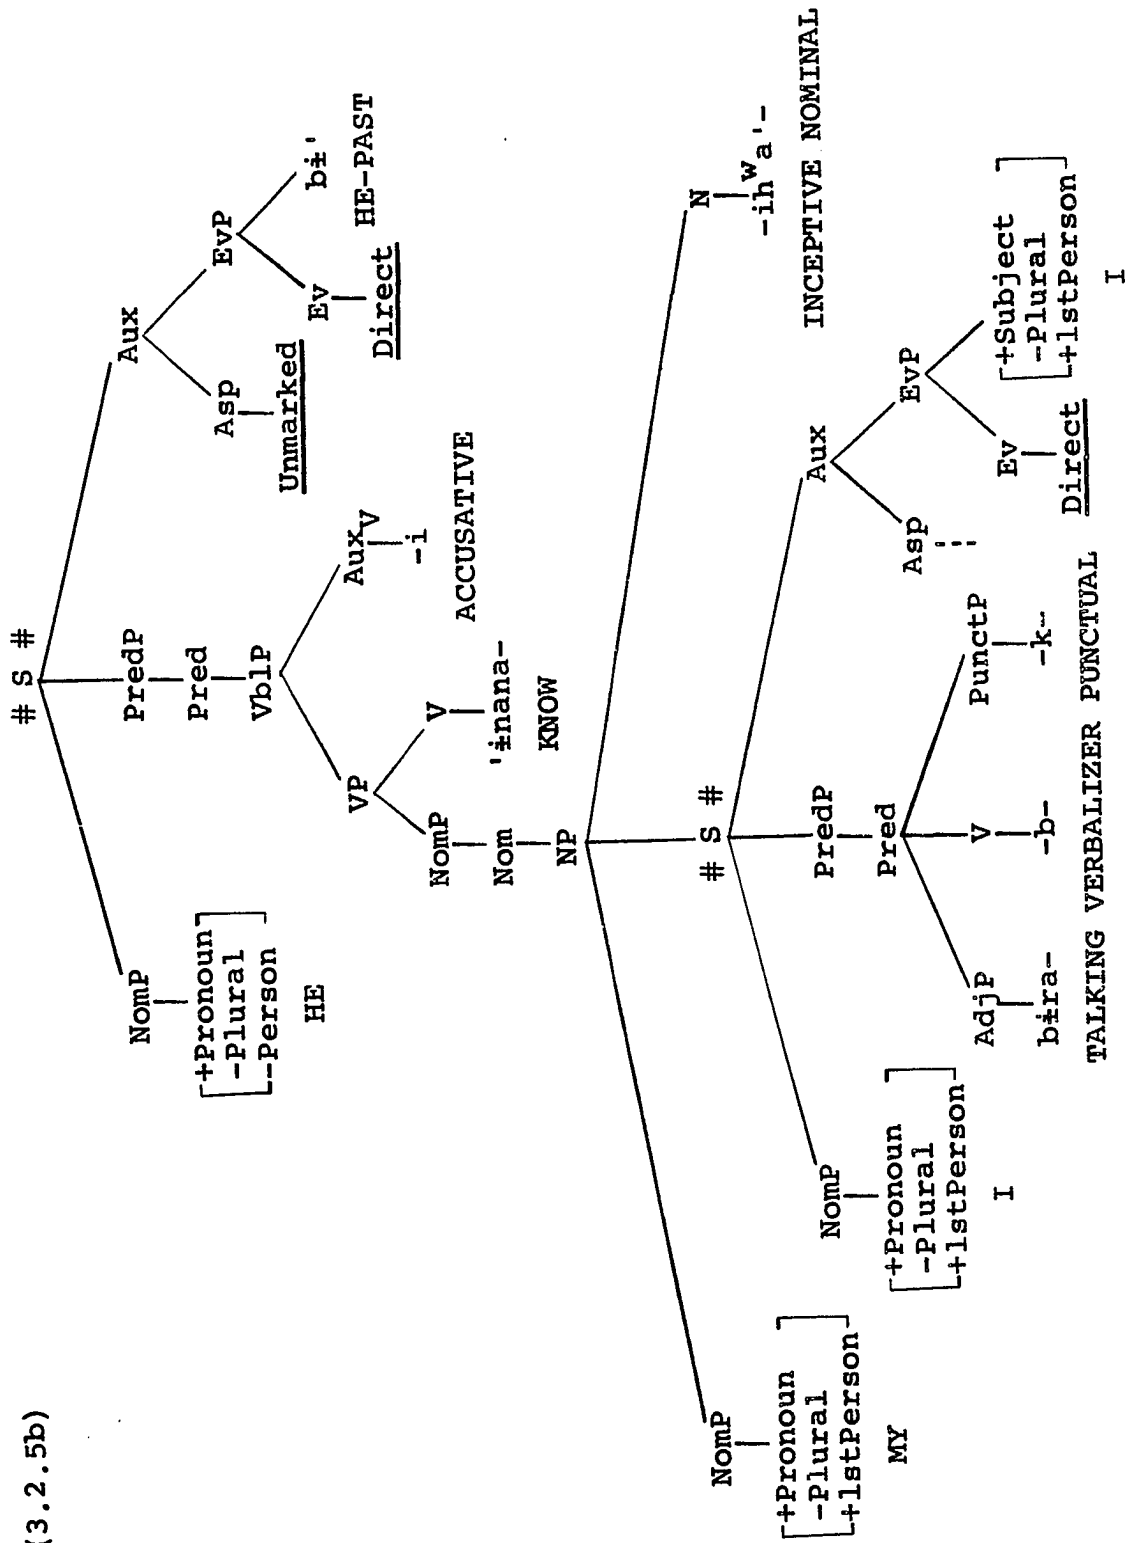 (3.2.5b)
# S #
NomP PredP Aux
[+Pronoun
-Plural
-Person]
HE
Pred
VblP
Asp EvP
Unmarked
Ev bɨ'
Direct HE-PAST
VP Aux V
-i
ACCUSATIVE
NomP V
Nom 'ɨnana-
NP KNOW
NomP # S # N
[+Pronoun
-Plural
+1stPerson]
MY
-ihʷa'-
INCEPTIVE NOMINAL
NomP PredP Aux
[+Pronoun
-Plural
+1stPerson]
I
Pred
Asp EvP
AdjP V PunctP
bɨra- -b- -k-
TALKING VERBALIZER PUNCTUAL
Ev [+Subject
-Plural
+1stPerson]
Direct
I